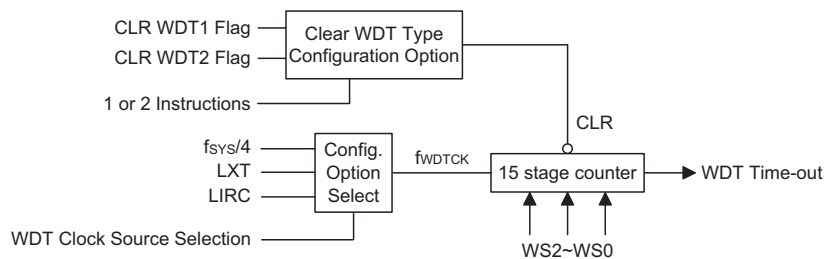 CLR WDT1 Flag
CLR WDT2 Flag
1 or 2 Instructions
Clear WDT Type
Configuration Option
CLR
fSYS/4
LXT
LIRC
WDT Clock Source Selection
Config.
Option
Select
fWDTCK
15 stage counter
WDT Time-out
WS2~WS0